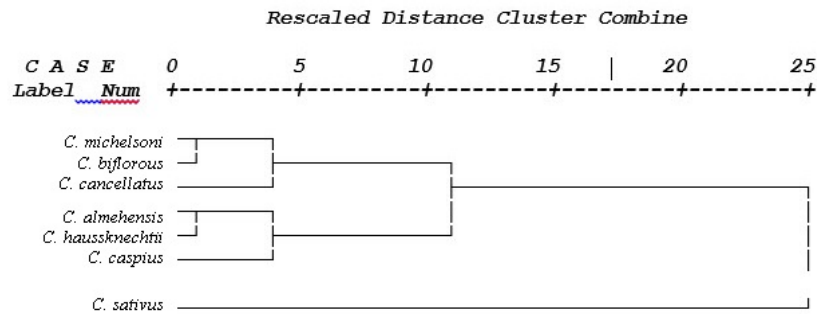 Rescaled Distance Cluster Combine
C A S E 0 5 10 15 | 20 25
Label Num +---------+---------+---------+---------+---------+
C. michelsoni
C. biflorous
C. cancellatus
C. almehensis
C. haussknechtii
C. caspius
C. sativus